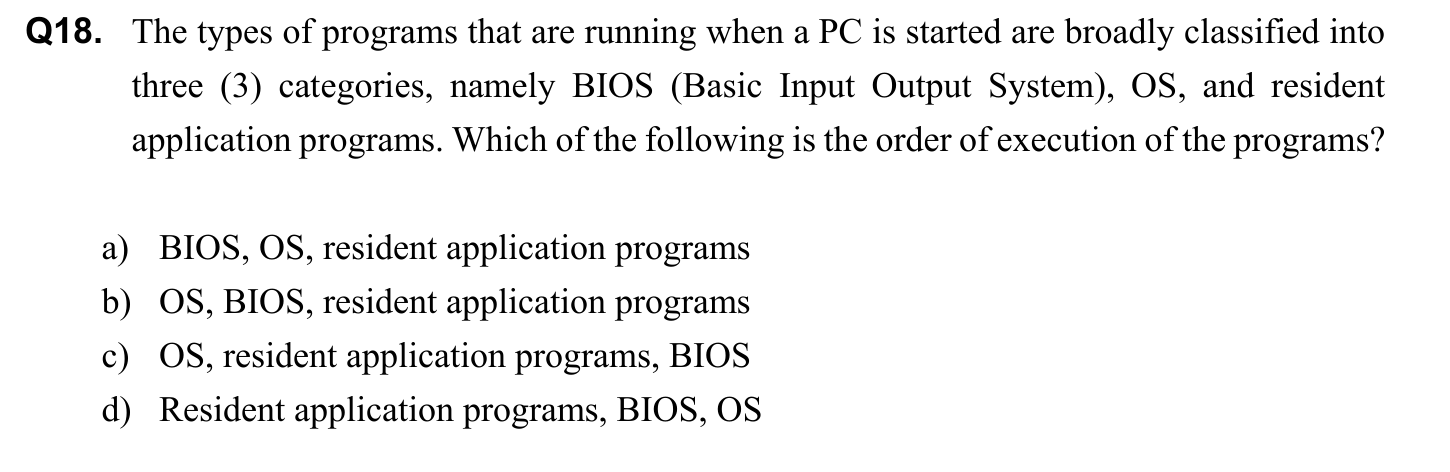 Q18. The types of programs that are running when a PC is started are broadly classified into
three (3) categories, namely BIOS (Basic Input Output System), OS, and resident
application programs. Which of the following is the order of execution of the programs?
a) BIOS, OS, resident application programs
b) OS, BIOS, resident application programs
c) OS, resident application programs, BIOS
d) Resident application programs, BIOS, OS